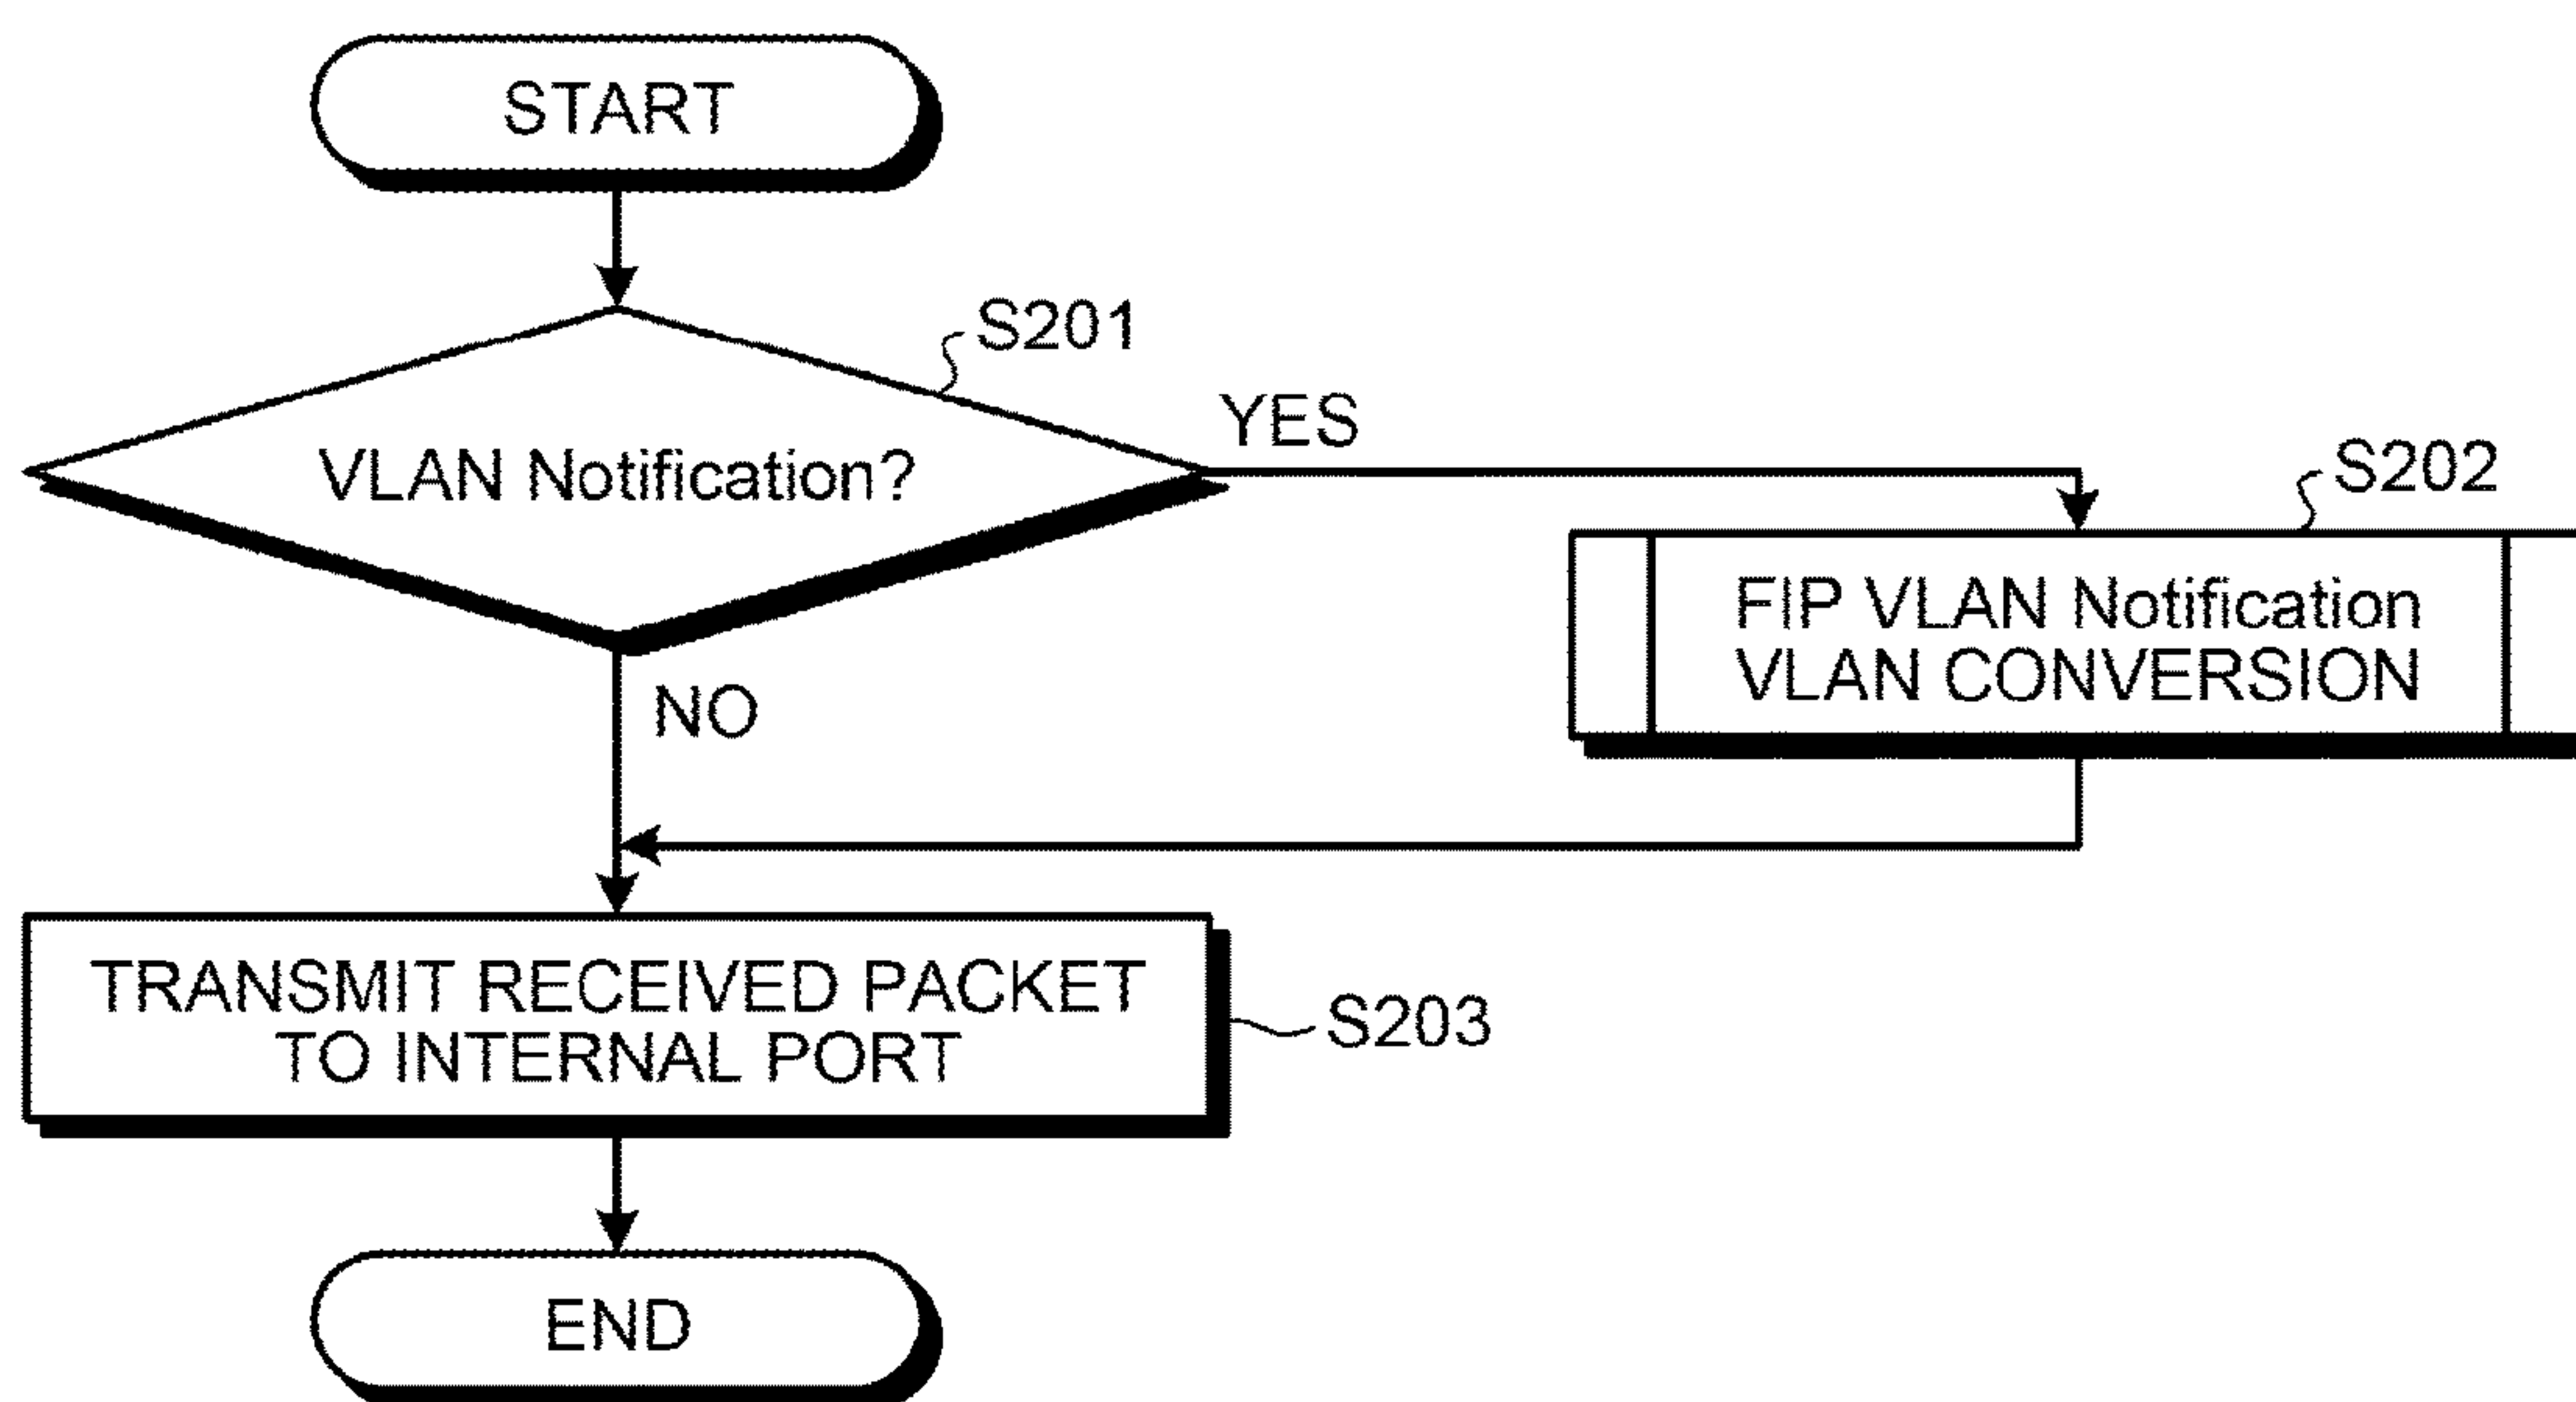 START
S201
YES
VLAN Notification?
S202
FIP VLAN Notification
VLAN CONVERSION
NO
TRANSMIT RECEIVED PACKET
TO INTERNAL PORT
S203
END